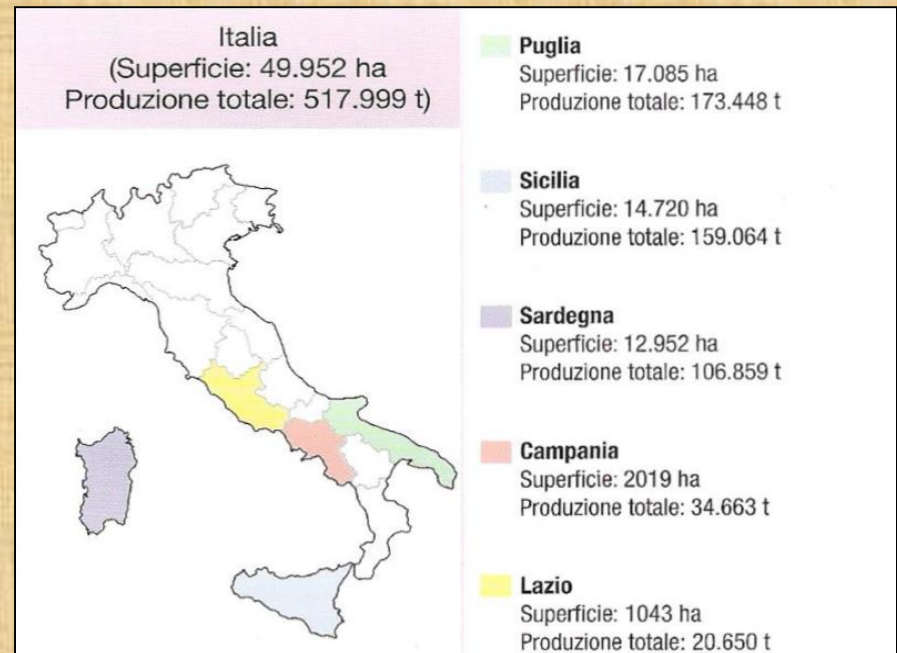 Italia
(Superficie: 49.952 ha
Produzione totale: 517.999 t)
Puglia
Superficie: 17.085 ha
Produzione totale: 173.448 t
Sicilia
Superficie: 14.720 ha
Produzione totale: 159.064 t
Sardegna
Superficie: 12.952 ha
Produzione totale: 106.859 t
Campania
Superficie: 2019 ha
Produzione totale: 34.663 t
Lazio
Superficie: 1043 ha
Produzione totale: 20.650 t